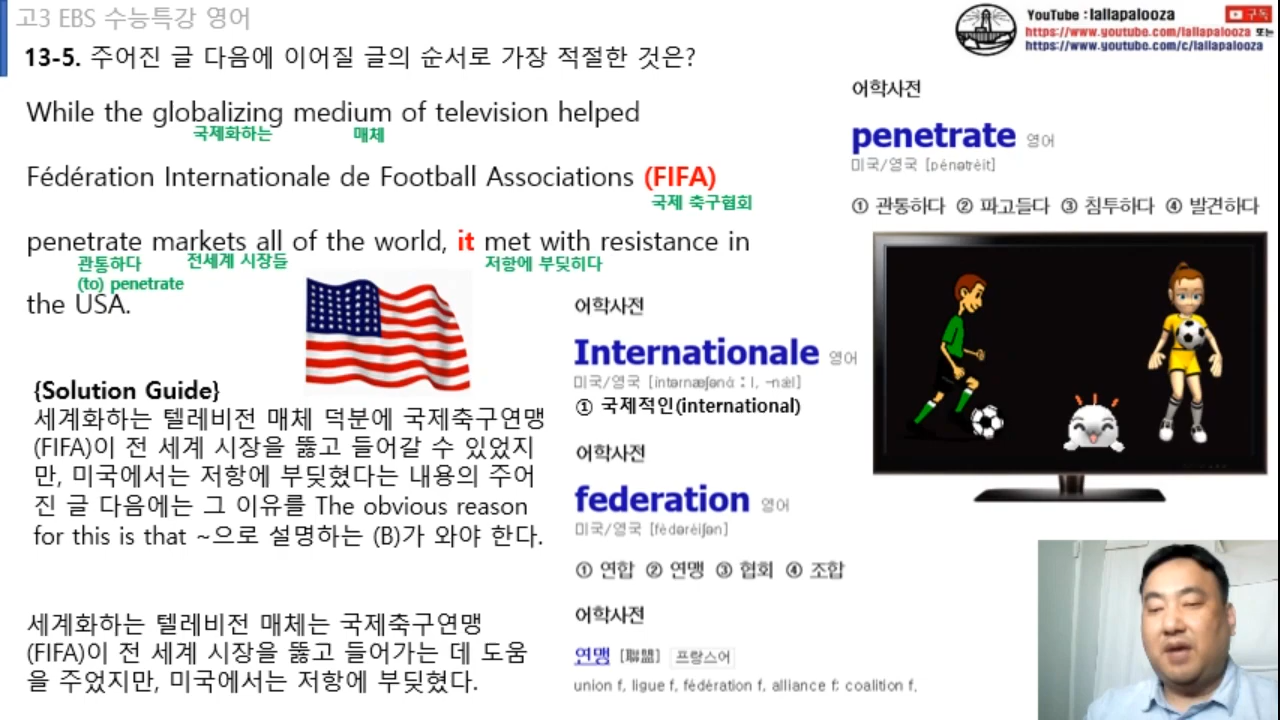 고3 EBS 수능특강 영어
13-5. 주어진 글 다음에 이어질 글의 순서로 가장 적절한 것은?
YouTube : lallapalooza
구독
https://www.youtube.com/lallapalooza 또는
https://www.youtube.com/c/lallapalooza
While the globalizing medium of television helped
국제화하는
매체
Fédération Internationale de Football Associations (FIFA)
국제 축구협회
penetrate markets all of the world, it met with resistance in
관통하다
전세계 시장들
저항에 부딪히다
(to) penetrate
the USA.
{Solution Guide}
세계화하는 텔레비전 매체 덕분에 국제축구연맹
(FIFA)이 전 세계 시장을 뚫고 들어갈 수 있었지
만, 미국에서는 저항에 부딪혔다는 내용의 주어
진 글 다음에는 그 이유를 The obvious reason
for this is that ~으로 설명하는 (B)가 와야 한다.
세계화하는 텔레비전 매체는 국제축구연맹
(FIFA)이 전 세계 시장을 뚫고 들어가는 데 도움
을 주었지만, 미국에서는 저항에 부딪혔다.
어학사전
Internationale 영어
미국/영국
① 국제적인(international)
어학사전
federation 영어
미국/영국 [fèdəréiʃən]
① 연합 ② 연맹 ③ 협회 ④ 조합
어학사전
연맹 [聯盟] 프랑스어
union f, ligue f, fédération f, alliance f; coalition f,
어학사전
penetrate 영어
미국/영국 [pénətrèit]
① 관통하다 ② 파고들다 ③ 침투하다 ④ 발견하다